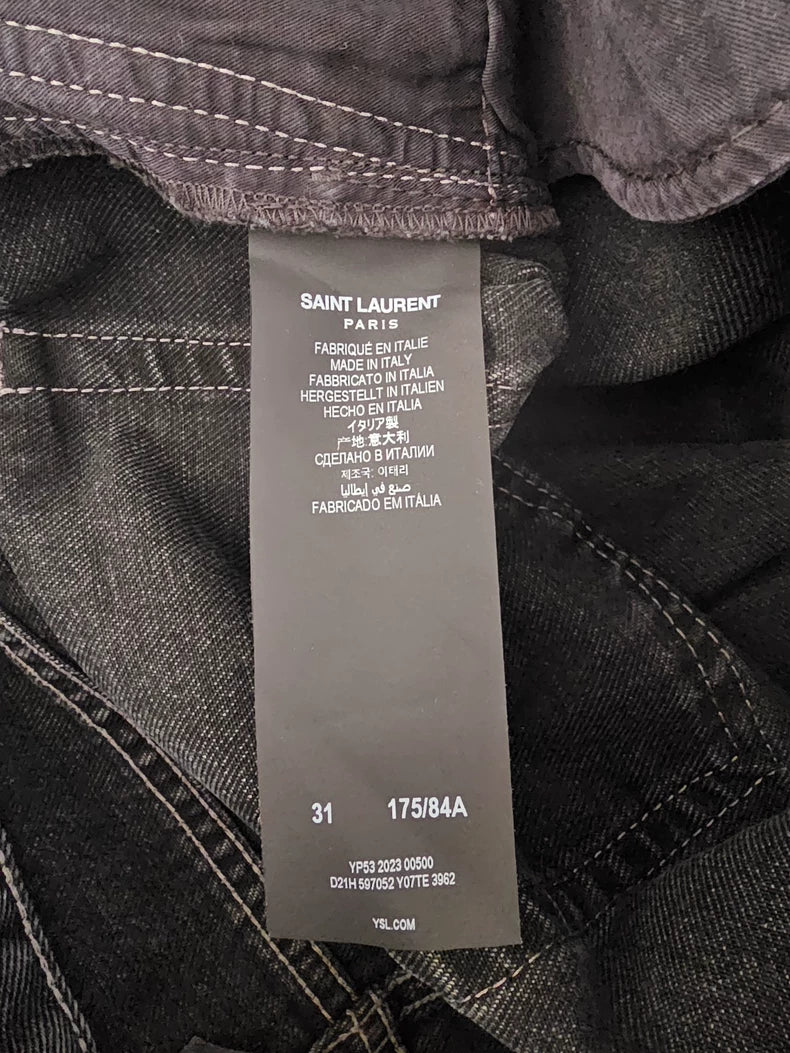 SAINT LAURENT
PARIS
FABRIQUÉ EN ITALIE
MADE IN ITALY
FABBRICATO IN ITALIA
HERGESTELLT IN ITALIEN
HECHO EN ITALIA
イタリア製
产地:意大利
СДЕЛАНО В ИТАЛИИ
제조국: 이태리
صنع في إيطاليا
FABRICADO EM ITÁLIA
31 175/84A
YP53 2023 00500
D21H 597052 Y07TE 3962
YSL.COM